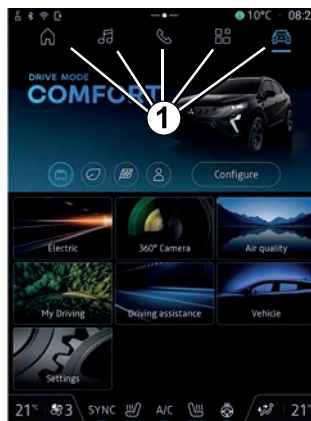 10°C 08:2
DRIVE MODE
COMFORT
1
Configure
Electric
360° Camera
Air quality
My Driving
Driving assistance
Vehicle
Settings
21° 3 SYNC A/C 21°